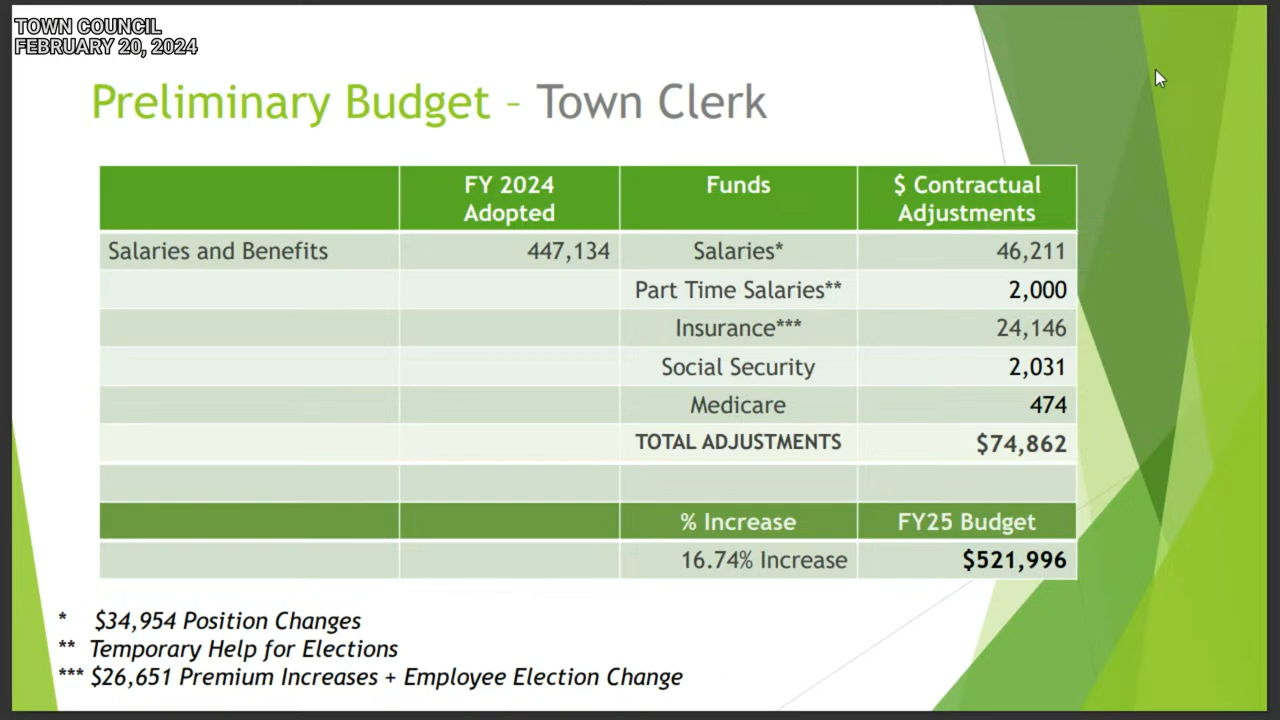 TOWN COUNCIL
FEBRUARY 20, 2024
Preliminary Budget – Town Clerk
FY 2024 Adopted Funds $ Contractual Adjustments
Salaries and Benefits 447,134 Salaries* 46,211
Part Time Salaries** 2,000
Insurance*** 24,146
Social Security 2,031
Medicare 474
TOTAL ADJUSTMENTS $74,862
% Increase FY25 Budget
16.74% Increase $521,996
* $34,954 Position Changes
** Temporary Help for Elections
*** $26,651 Premium Increases + Employee Election Change